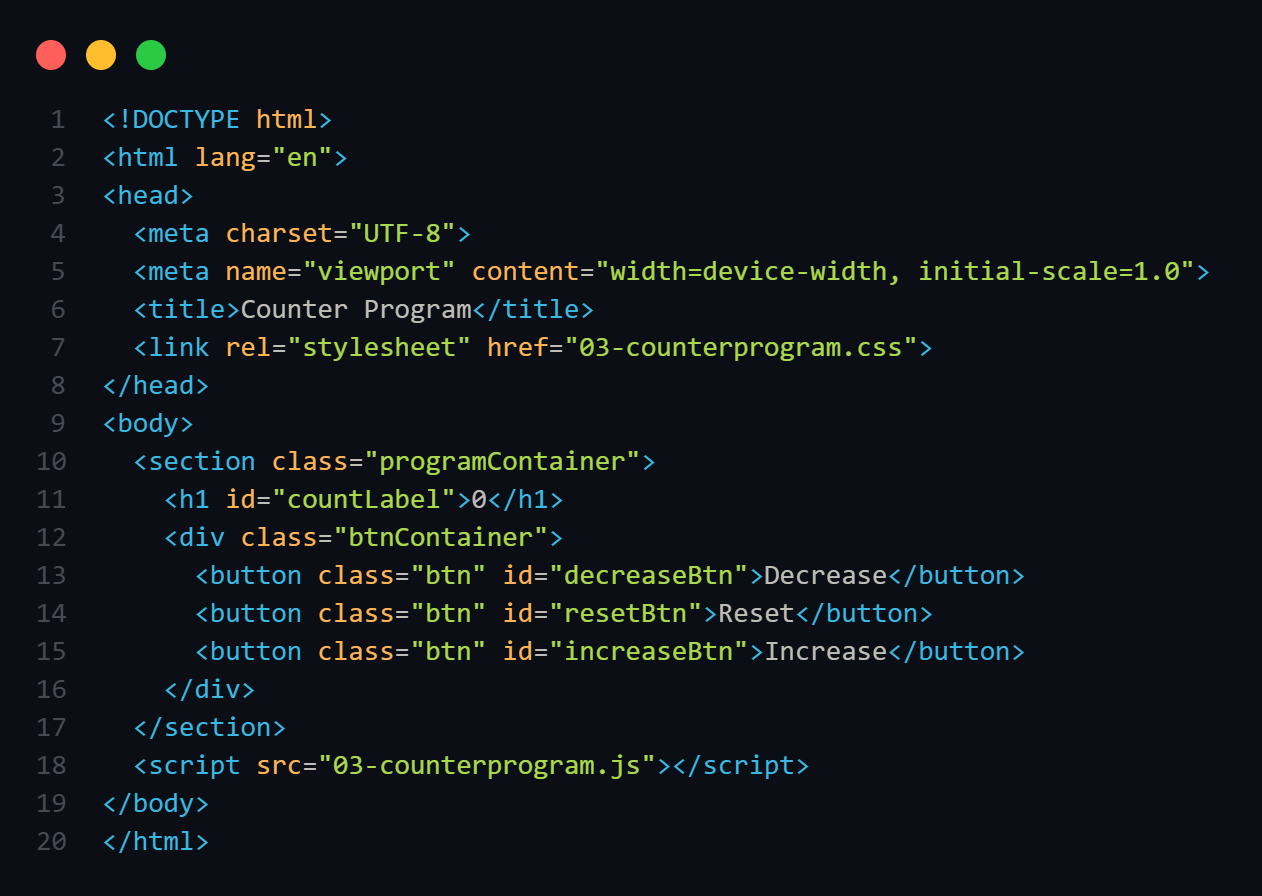 1 <!DOCTYPE html>
2 <html lang="en">
3 <head>
4   <meta charset="UTF-8">
5   <meta name="viewport" content="width=device-width, initial-scale=1.0">
6   <title>Counter Program</title>
7   <link rel="stylesheet" href="03-counterprogram.css">
8 </head>
9 <body>
10   <section class="programContainer">
11     <h1 id="countLabel">0</h1>
12     <div class="btnContainer">
13       <button class="btn" id="decreaseBtn">Decrease</button>
14       <button class="btn" id="resetBtn">Reset</button>
15       <button class="btn" id="increaseBtn">Increase</button>
16     </div>
17   </section>
18   <script src="03-counterprogram.js"></script>
19 </body>
20 </html>